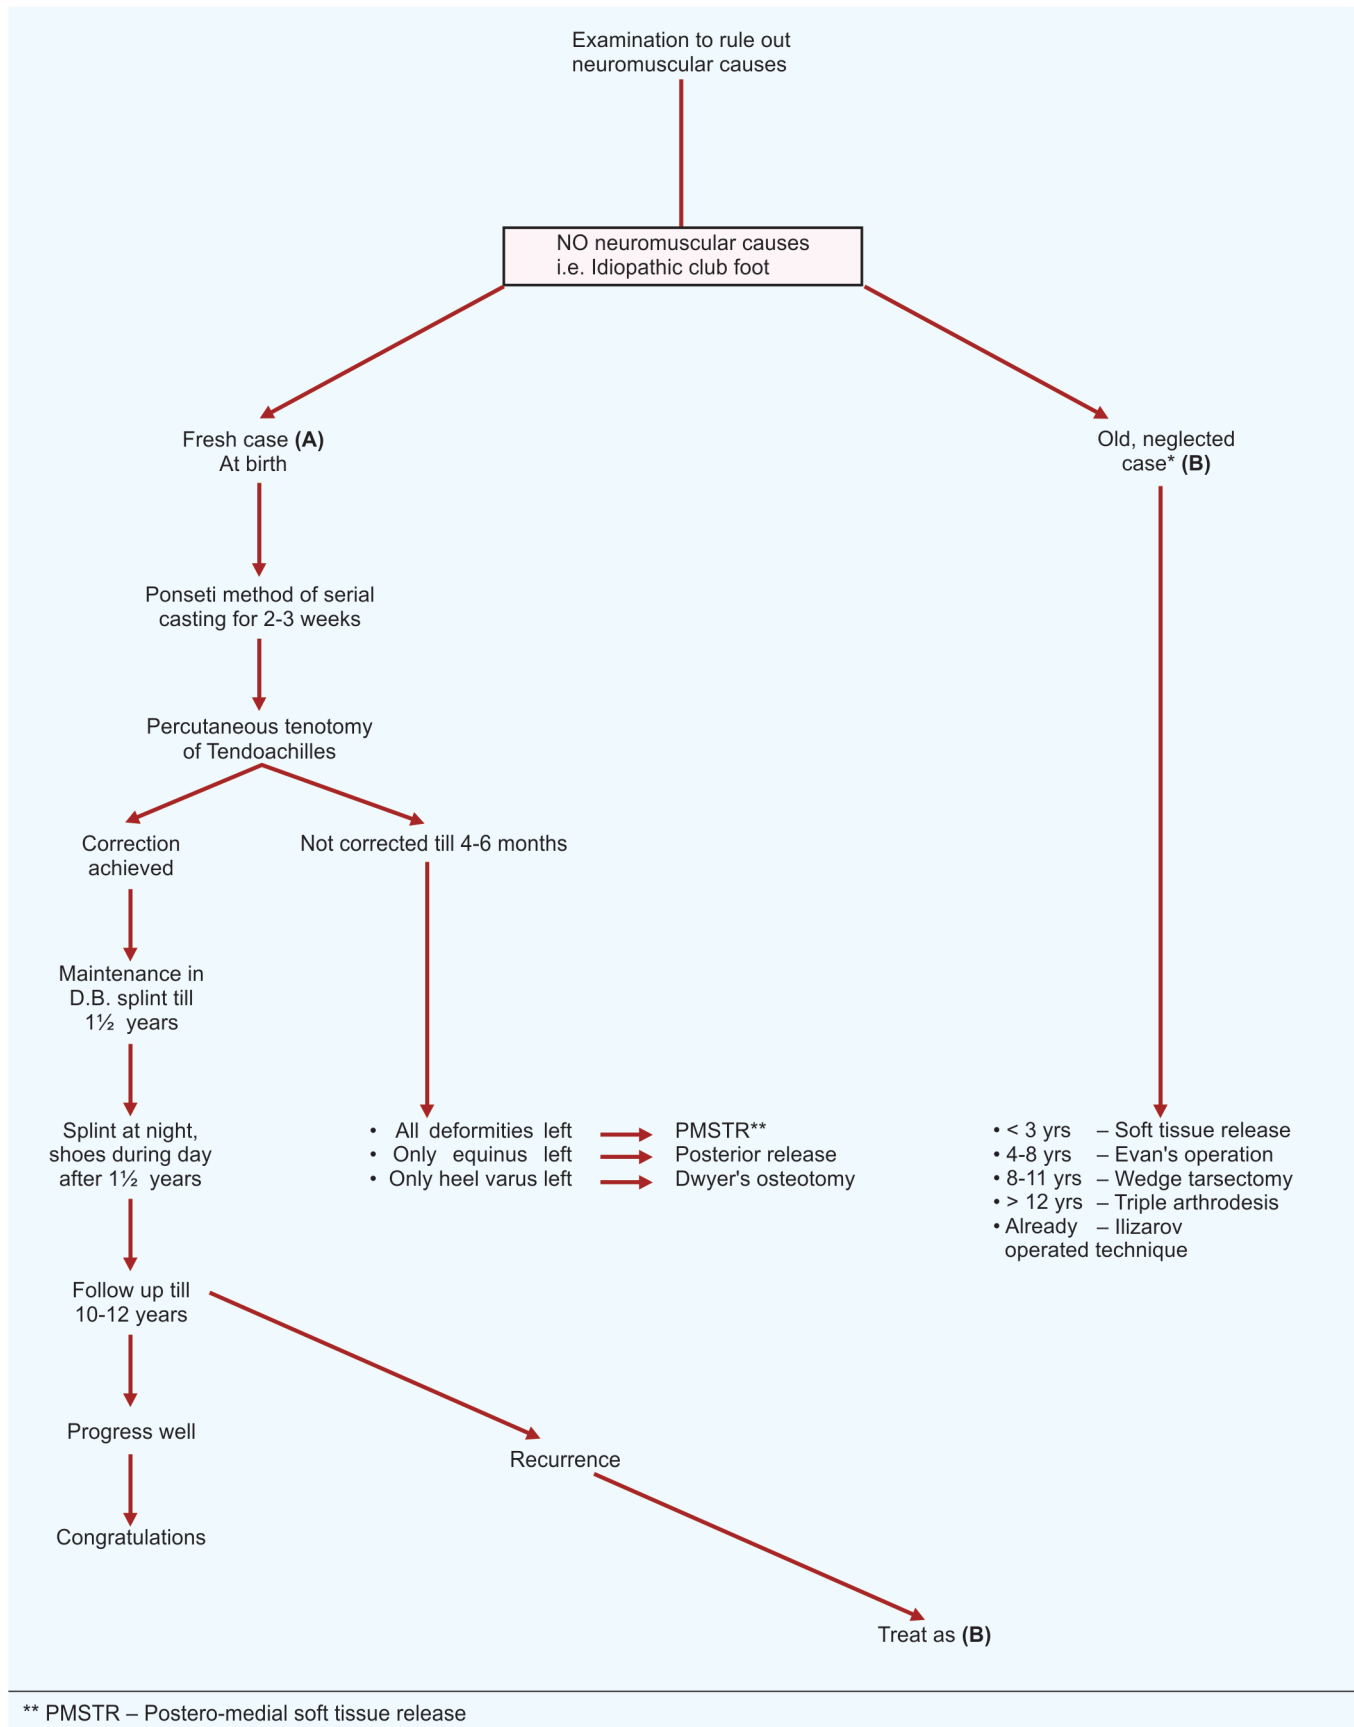 Examination to rule out
neuromuscular causes
NO neuromuscular causes
i.e. Idiopathic club foot
Fresh case (A)
At birth
Old, neglected
case* (B)
Ponseti method of serial
casting for 2-3 weeks
Percutaneous tenotomy
of Tendoachilles
Correction
achieved
Not corrected till 4-6 months
Maintenance in
D.B. splint till
1½ years
Splint at night,
shoes during day
after 1½ years
• All deformities left PMSTR**
• Only equinus left Posterior release
• Only heel varus left Dwyer's osteotomy
• < 3 yrs – Soft tissue release
• 4-8 yrs – Evan's operation
• 8-11 yrs – Wedge tarsectomy
• > 12 yrs – Triple arthrodesis
• Already – Ilizarov
operated technique
Follow up till
10-12 years
Progress well
Recurrence
Congratulations
Treat as (B)
** PMSTR – Postero-medial soft tissue release